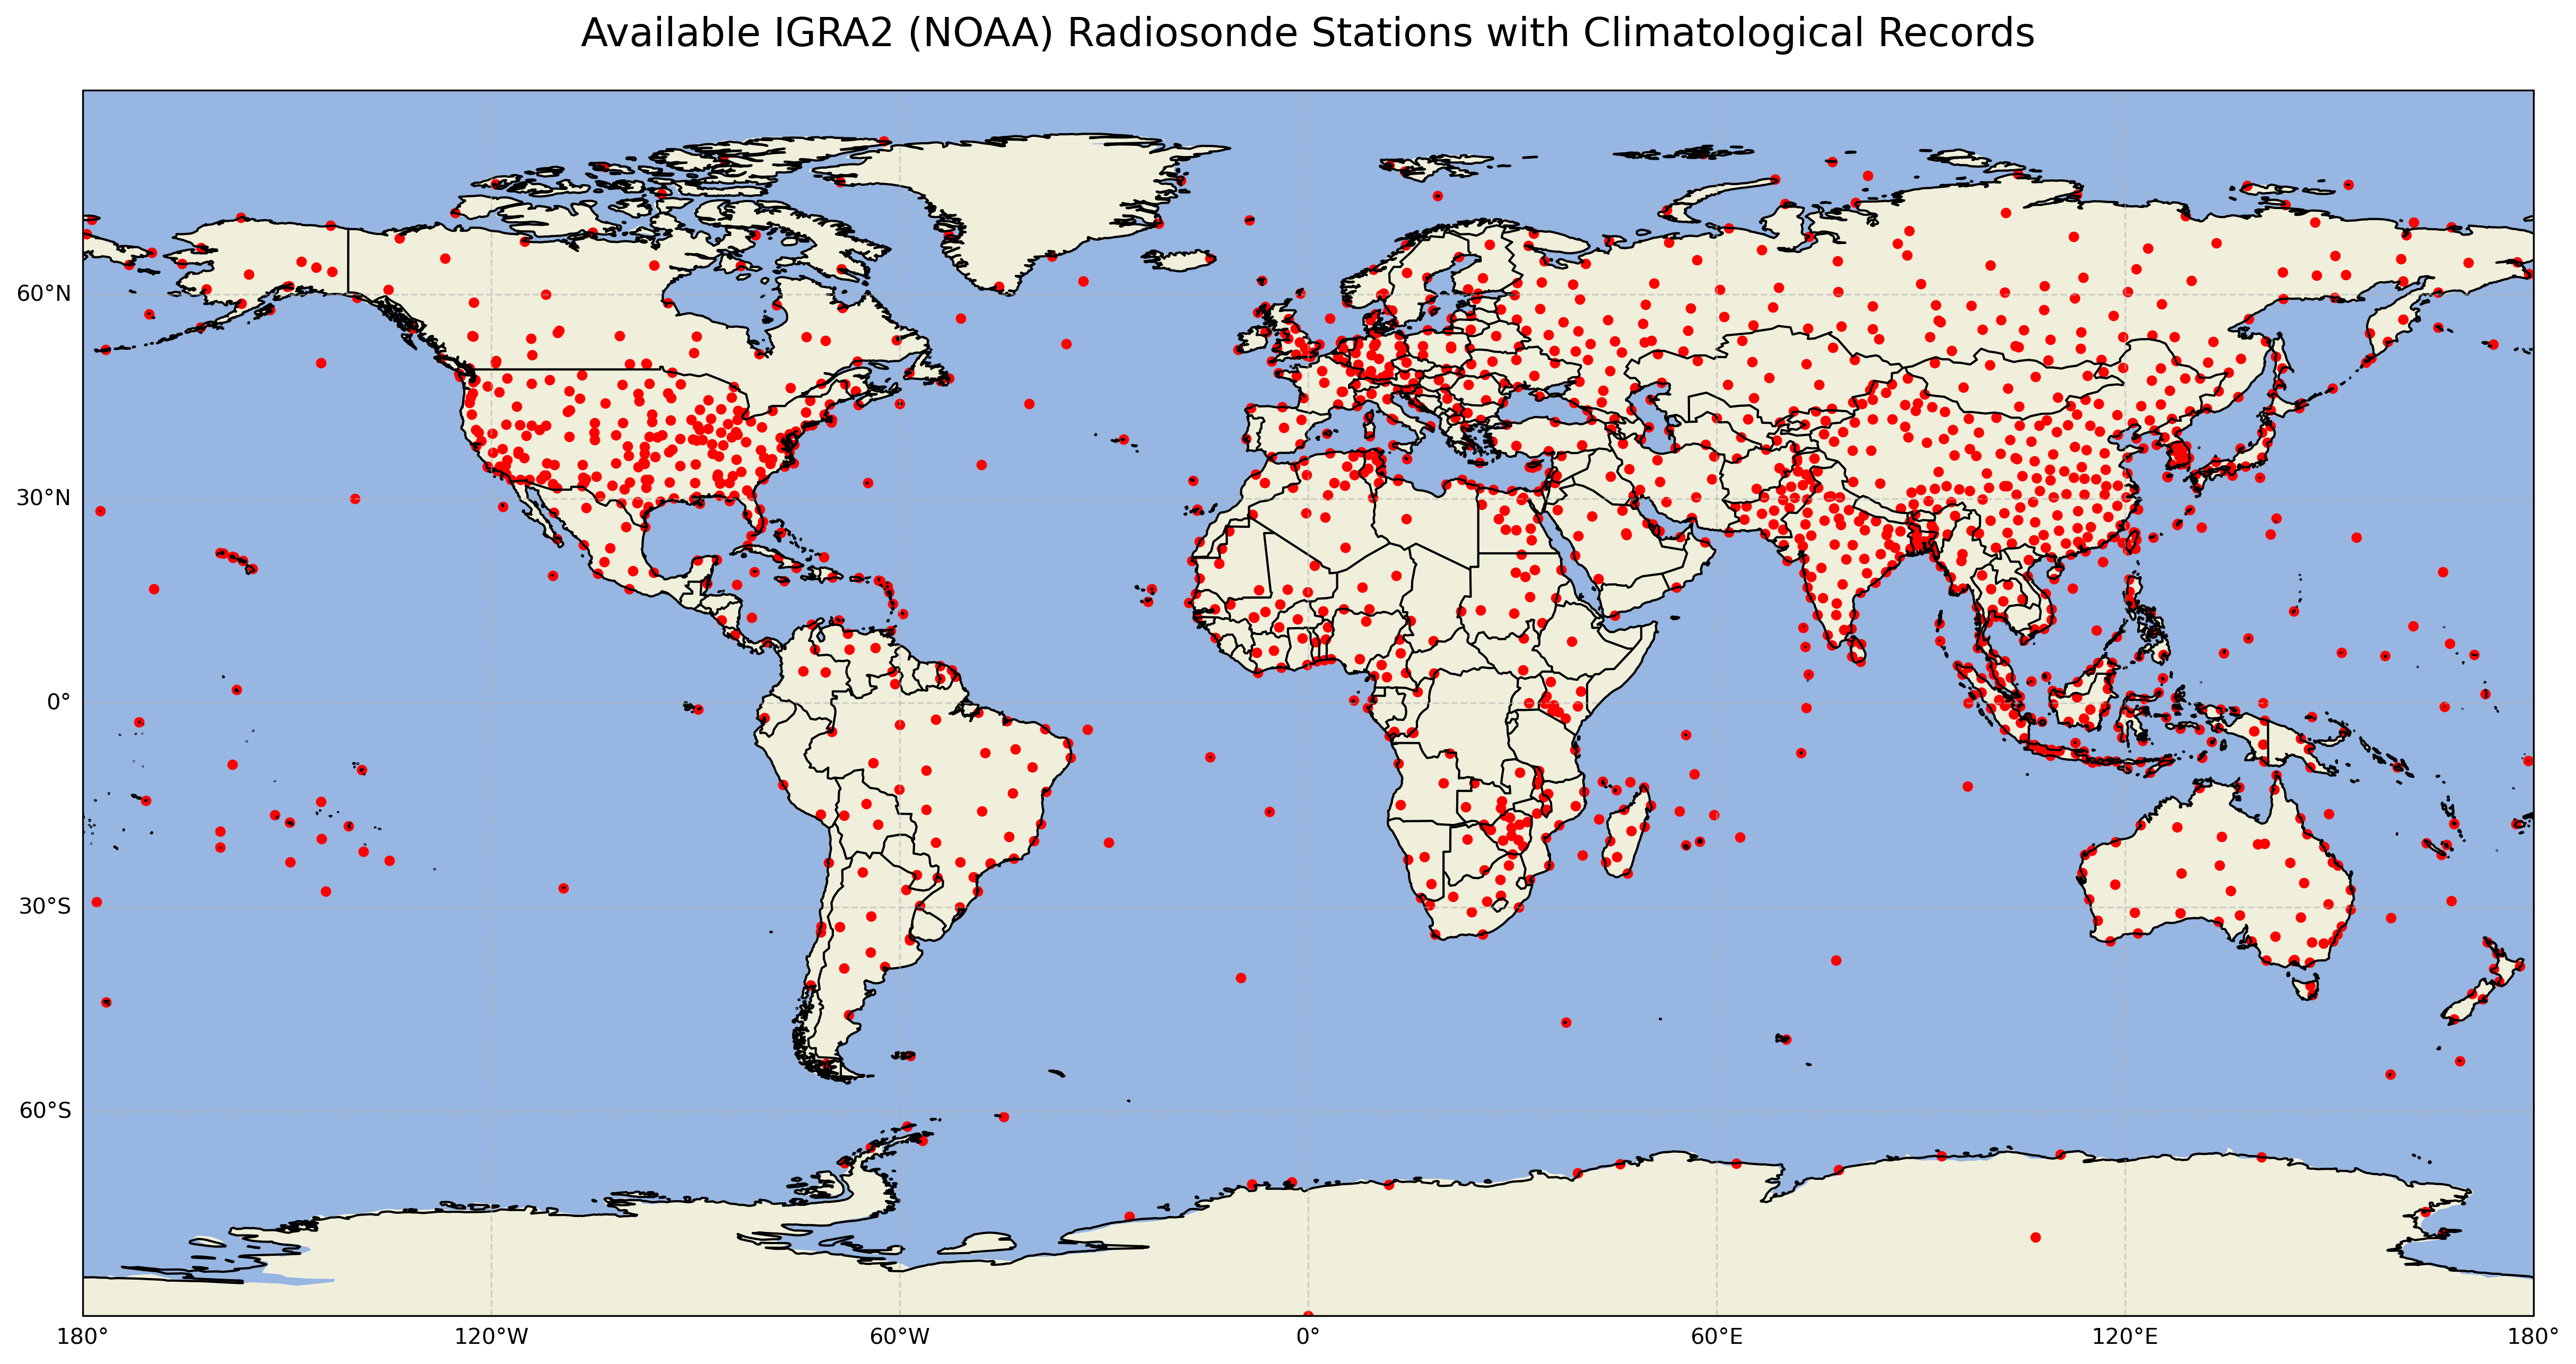 Available IGRA2 (NOAA) Radiosonde Stations with Climatological Records
60°N
30°N
0°
30°S
60°S
180° 120°W 60°W 0° 60°E 120°E 180°